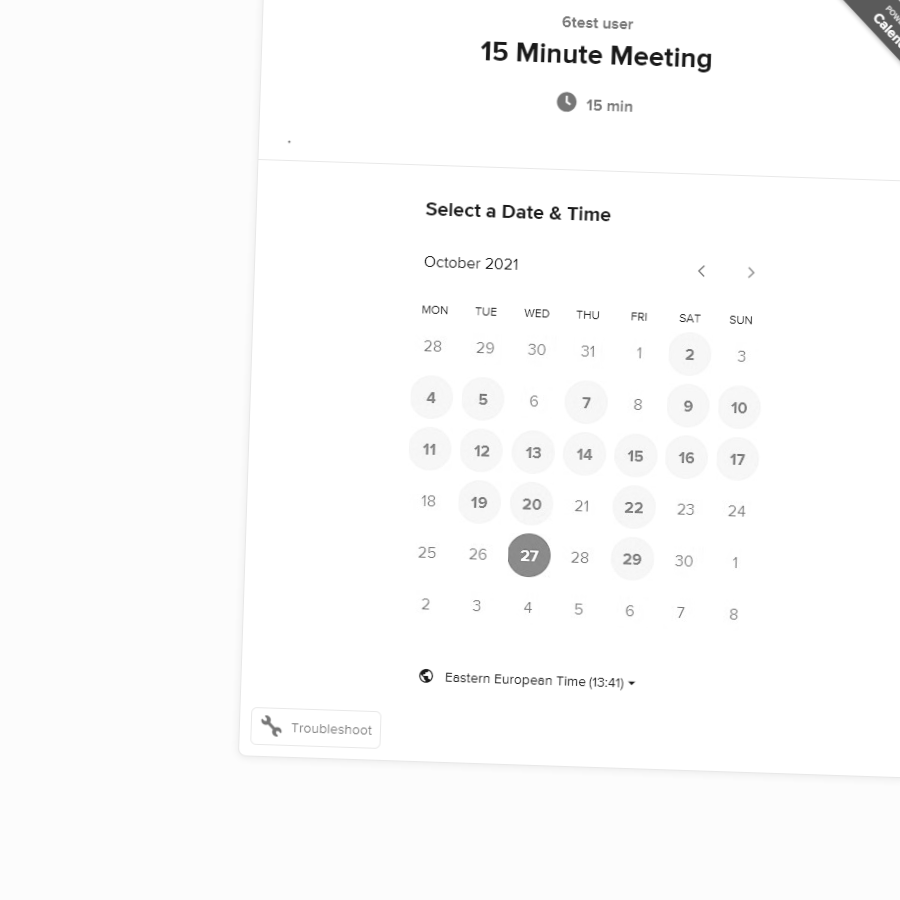 6test user
15 Minute Meeting
15 min
.
Select a Date & Time
October 2021
MON TUE WED THU FRI SAT SUN
28 29 30 31 1 2 3
4 5 6 7 8 9 10
11 12 13 14 15 16 17
18 19 20 21 22 23 24
25 26 27 28 29 30 1
2 3 4 5 6 7 8
Eastern European Time (13:41)
Troubleshoot